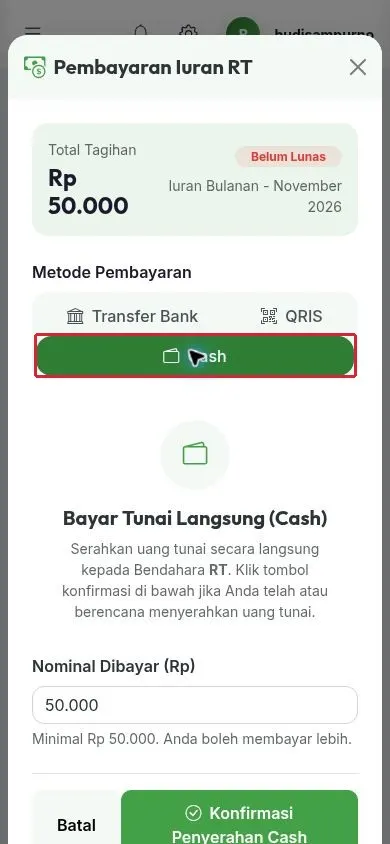 budisampurno
Pembayaran Iuran RT
Total Tagihan
Belum Lunas
Rp
50.000
Iuran Bulanan - November
2026
Metode Pembayaran
Transfer Bank
QRIS
Cash
Bayar Tunai Langsung (Cash)
Serahkan uang tunai secara langsung
kepada Bendahara RT. Klik tombol
konfirmasi di bawah jika Anda telah atau
berencana menyerahkan uang tunai.
Nominal Dibayar (Rp)
50.000
Minimal Rp 50.000. Anda boleh membayar lebih.
Batal
Konfirmasi
Penyerahan Cash